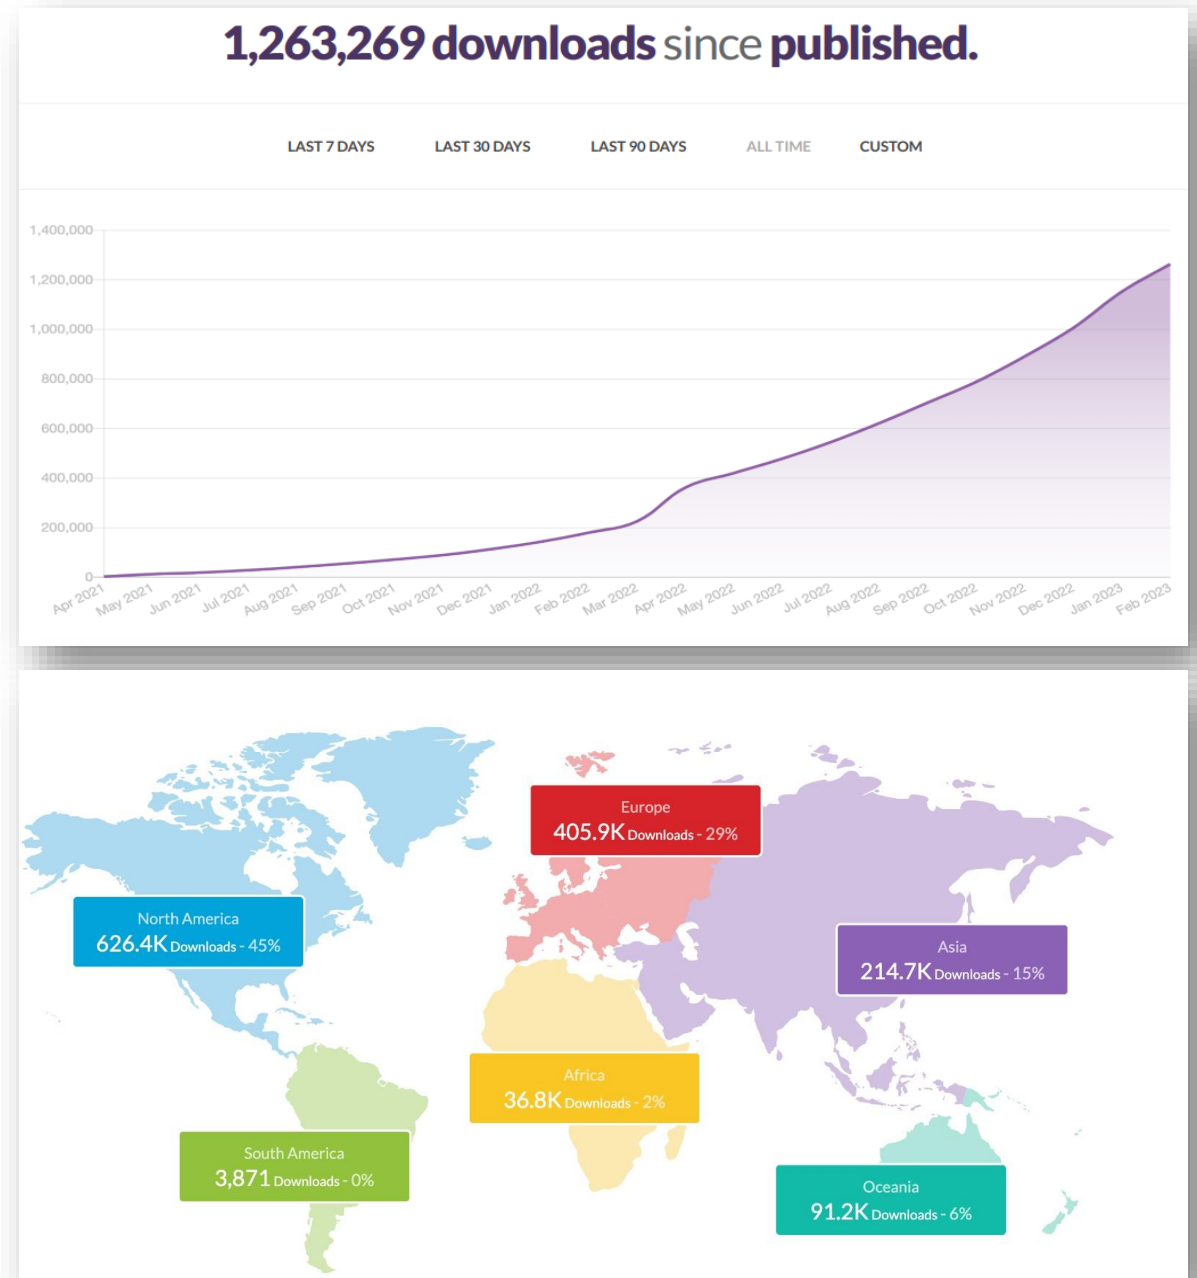 1,263,269 downloads since published.
LAST 7 DAYS LAST 30 DAYS LAST 90 DAYS ALL TIME CUSTOM
1,400,000
1,200,000
1,000,000
800,000
600,000
400,000
200,000
0
Apr 2021 May 2021 Jun 2021 Jul 2021 Aug 2021 Sep 2021 Oct 2021 Nov 2021 Dec 2021 Jan 2022 Feb 2022 Mar 2022 Apr 2022 May 2022 Jun 2022 Jul 2022 Aug 2022 Sep 2022 Oct 2022 Nov 2022 Dec 2022 Jan 2023 Feb 2023
Europe
405.9K Downloads - 29%
North America
626.4K Downloads - 45%
Asia
214.7K Downloads - 15%
Africa
36.8K Downloads - 2%
South America
3,871 Downloads - 0%
Oceania
91.2K Downloads - 6%